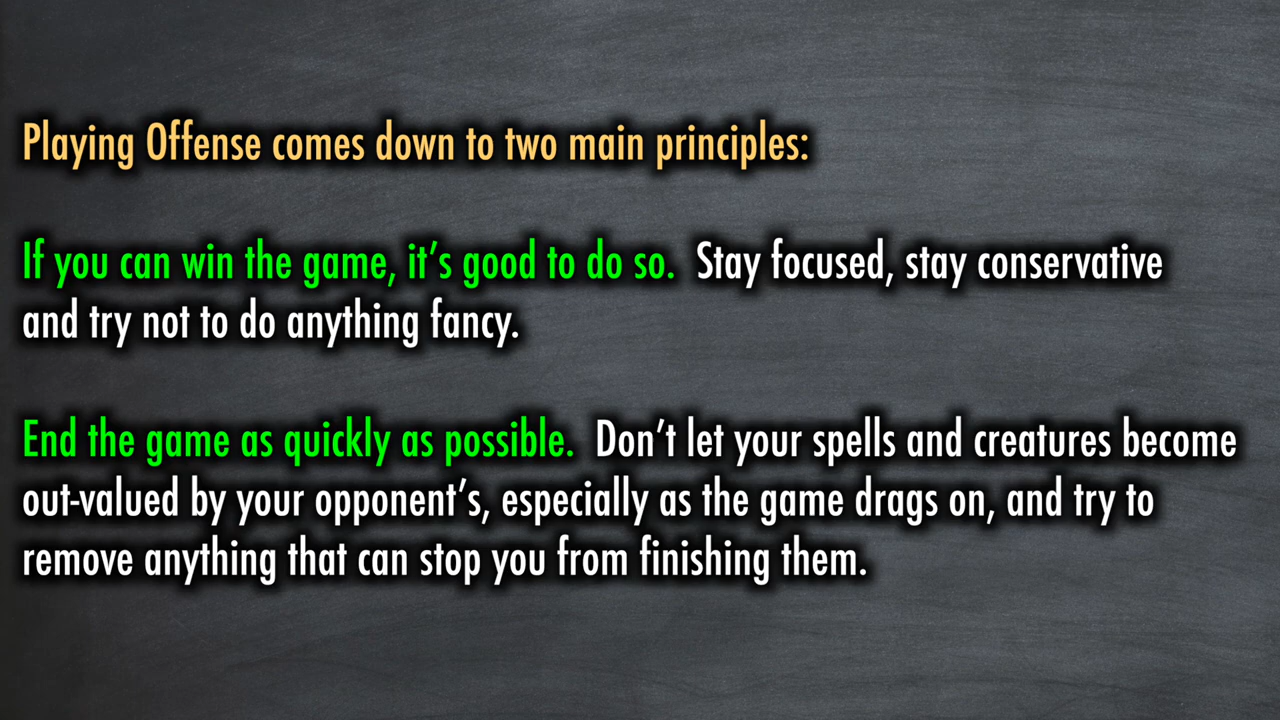 Playing Offense comes down to two main principles:
If you can win the game, it’s good to do so.  Stay focused, stay conservative
and try not to do anything fancy.
End the game as quickly as possible.  Don’t let your spells and creatures become
out-valued by your opponent’s, especially as the game drags on, and try to
remove anything that can stop you from finishing them.